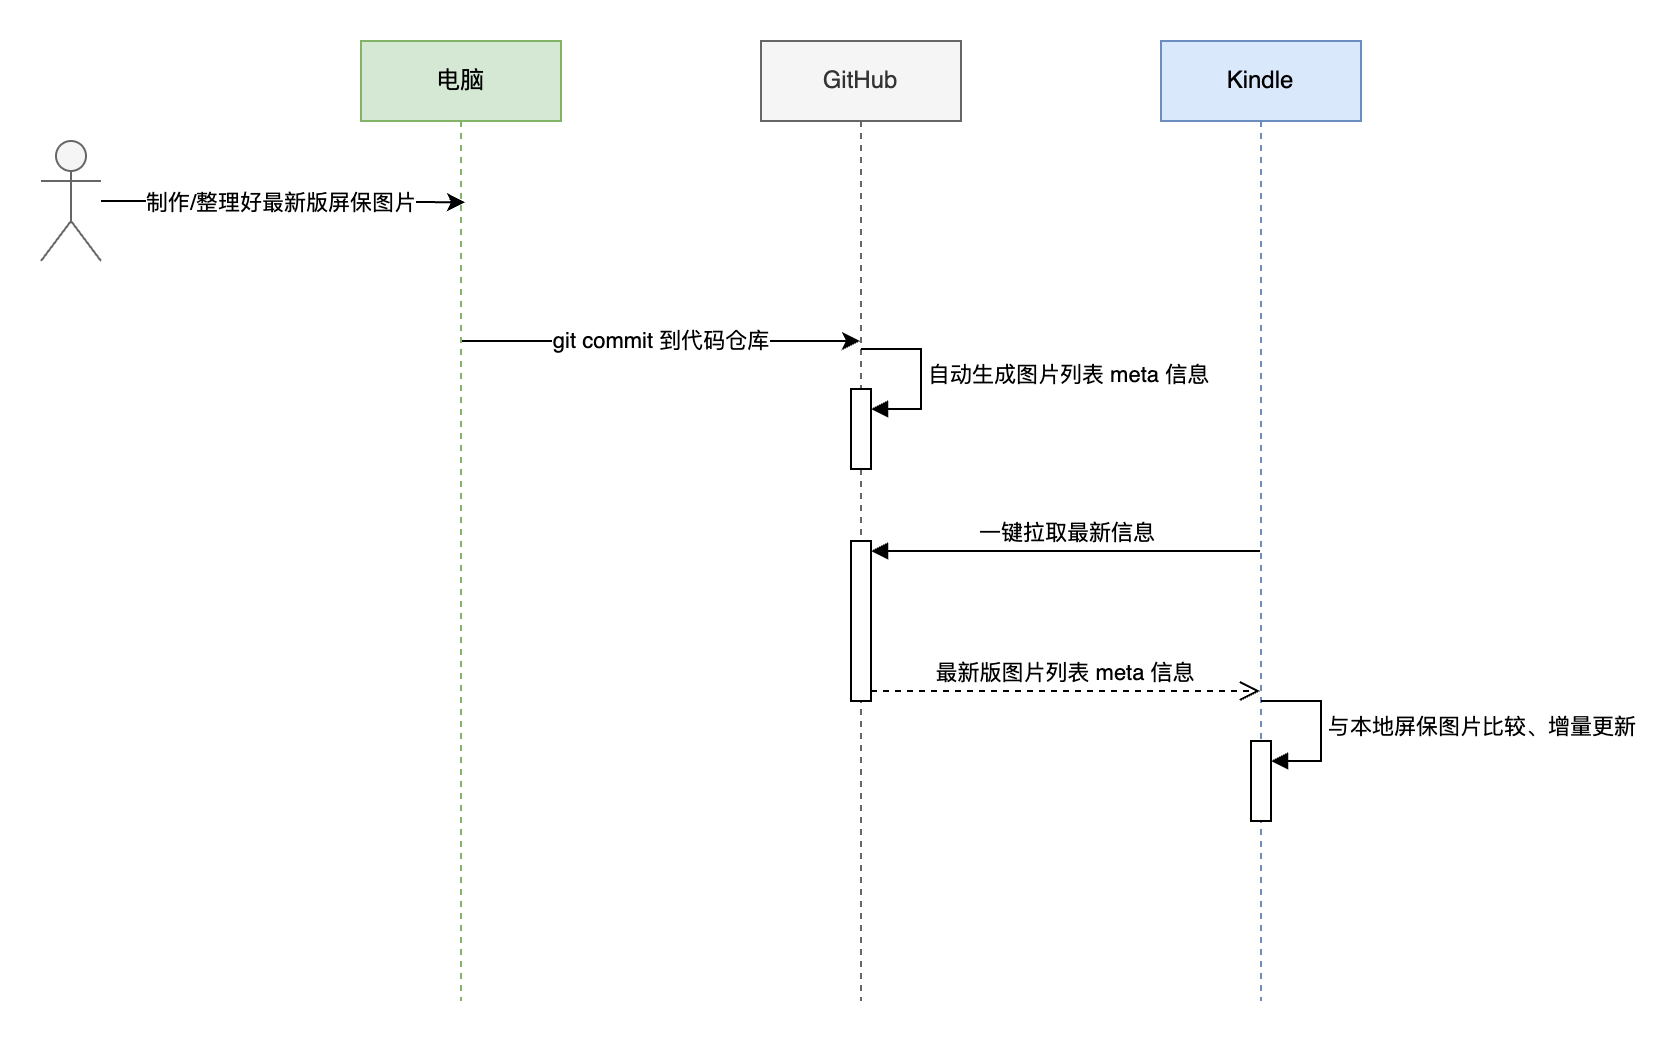 电脑
GitHub
Kindle
制作/整理好最新版屏保图片
git commit 到代码仓库
自动生成图片列表 meta 信息
一键拉取最新信息
最新版图片列表 meta 信息
与本地屏保图片比较、增量更新